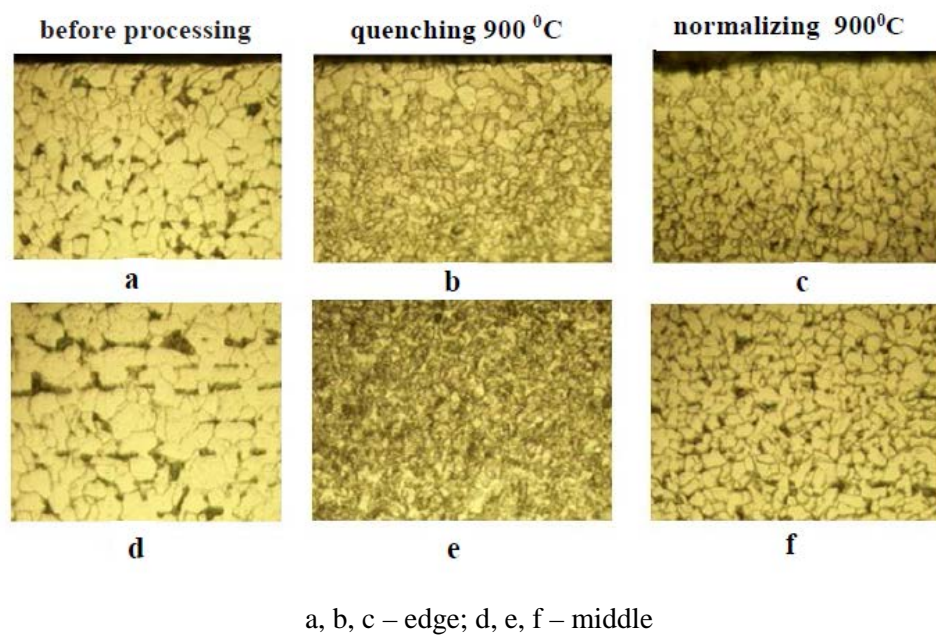 before processing
quenching 900 ⁰C
normalizing 900⁰C
a
b
c
d
e
f
a, b, c – edge; d, e, f – middle